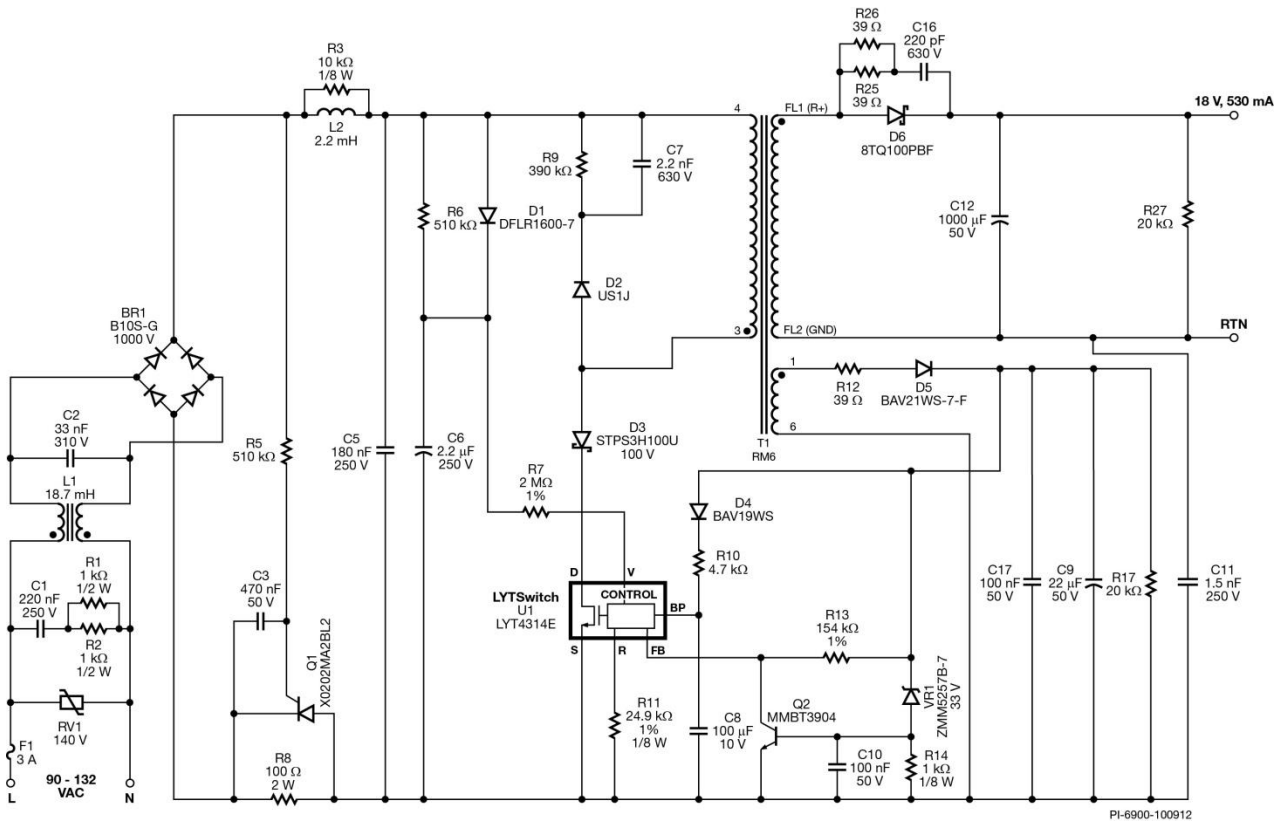 R26
39 Ω
C16
220 pF
630 V
R25
39 Ω
R3
10 kΩ
1/8 W
L2
2.2 mH
4
FL1 (R+)
D6
8TQ100PBF
18 V, 530 mA
R9
390 kΩ
C7
2.2 nF
630 V
R6
510 kΩ
D1
DFLR1600-7
C12
1000 µF
50 V
R27
20 kΩ
D2
US1J
BR1
B10S-G
1000 V
3
FL2 (GND)
RTN
1
R12
39 Ω
D5
BAV21WS-7-F
6
T1
RM6
C2
33 nF
310 V
R5
510 kΩ
C5
180 nF
250 V
C6
2.2 µF
250 V
D3
STPS3H100U
100 V
L1
18.7 mH
R7
2 MΩ
1%
D4
BAV19WS
R10
4.7 kΩ
C1
220 nF
250 V
R1
1 kΩ
1/2 W
R2
1 kΩ
1/2 W
C3
470 nF
50 V
Q1
X0202MA2BL2
D
V
LYTSwitch
U1
LYT4314E
CONTROL
BP
S
R
FB
C17
100 nF
50 V
C9
22 µF
50 V
R17
20 kΩ
C11
1.5 nF
250 V
R13
154 kΩ
1%
VR1
ZMM5257B-7
33 V
RV1
140 V
R11
24.9 kΩ
1%
1/8 W
C8
100 µF
10 V
Q2
MMBT3904
C10
100 nF
50 V
R14
1 kΩ
1/8 W
F1
3 A
R8
100 Ω
2 W
L
90 - 132
VAC
N
PI-6900-100912